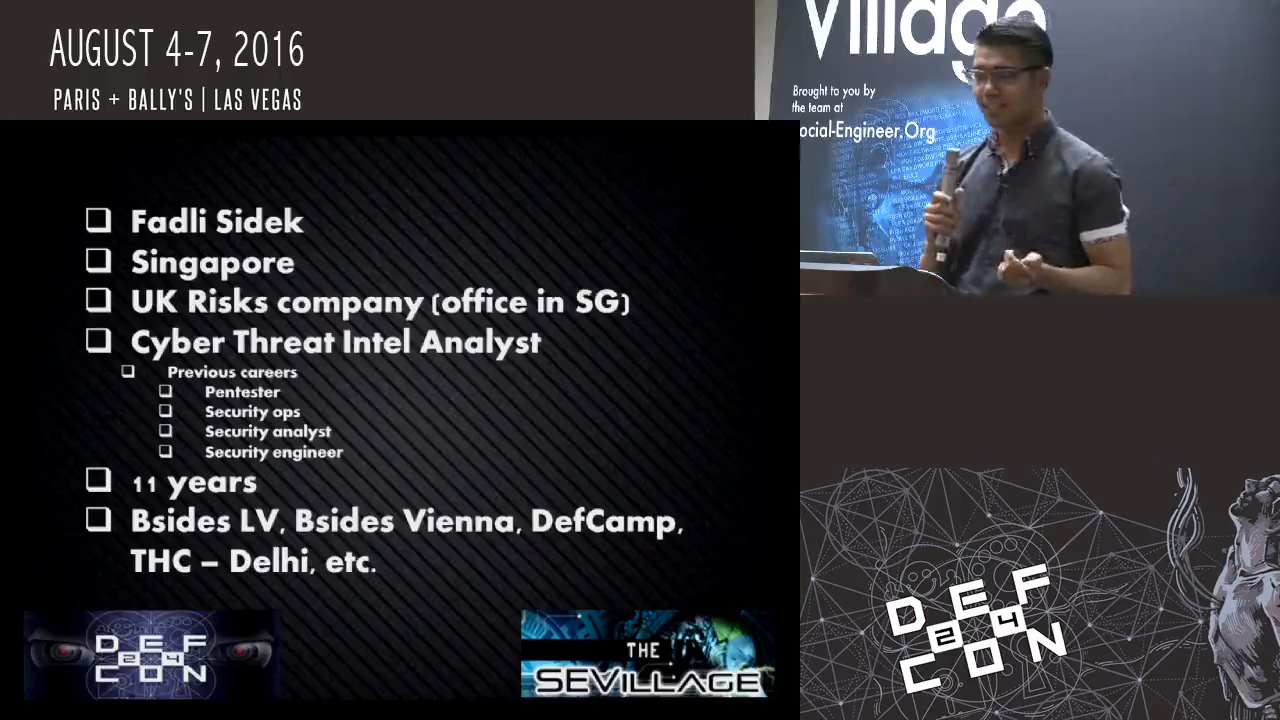 AUGUST 4-7, 2016
PARIS + BALLY'S | LAS VEGAS
Village
Brought to you by
the team at
ocial-Engineer.Org
❑ Fadli Sidek
❑ Singapore
❑ UK Risks company (office in SG)
❑ Cyber Threat Intel Analyst
❑ Previous careers
❑ Pentester
❑ Security ops
❑ Security analyst
❑ Security engineer
❑ 11 years
❑ Bsides LV, Bsides Vienna, DefCamp,
THC – Delhi, etc.
DEF
24
CON
THE
SEVILLAGE
DEF
24
CON